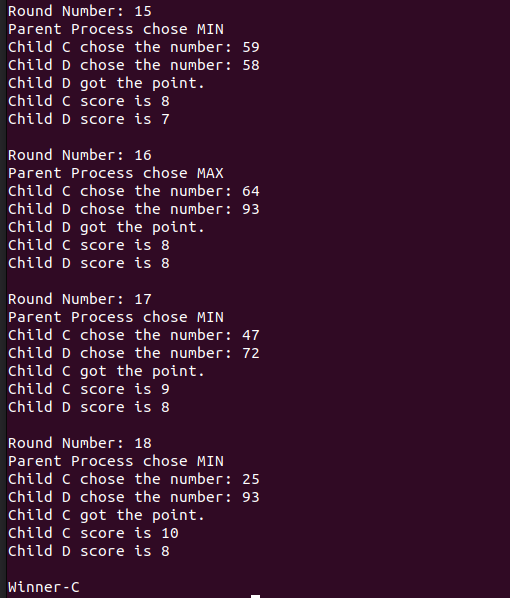 Round Number: 15
Parent Process chose MIN
Child C chose the number: 59
Child D chose the number: 58
Child D got the point.
Child C score is 8
Child D score is 7
Round Number: 16
Parent Process chose MAX
Child C chose the number: 64
Child D chose the number: 93
Child D got the point.
Child C score is 8
Child D score is 8
Round Number: 17
Parent Process chose MIN
Child C chose the number: 47
Child D chose the number: 72
Child C got the point.
Child C score is 9
Child D score is 8
Round Number: 18
Parent Process chose MIN
Child C chose the number: 25
Child D chose the number: 93
Child C got the point.
Child C score is 10
Child D score is 8
Winner-C